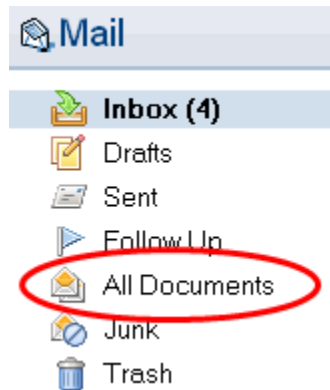 Mail
Inbox (4)
Drafts
Sent
Follow Up
All Documents
Junk
Trash